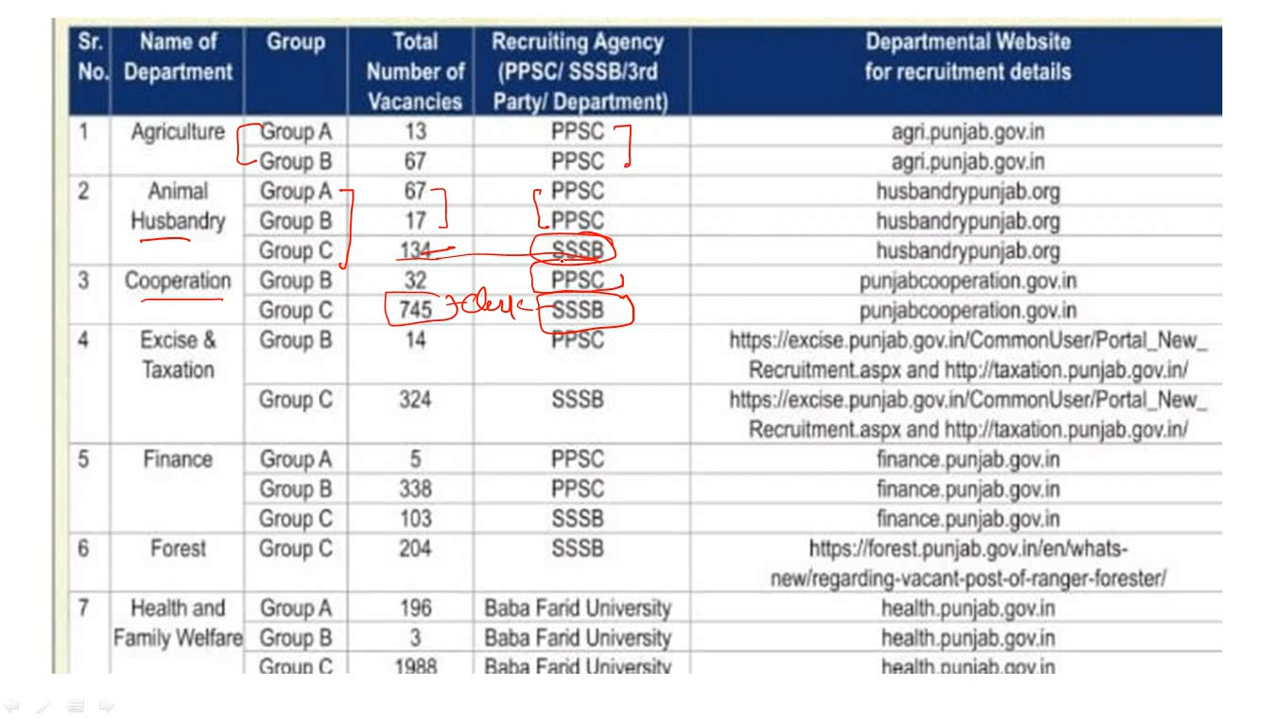 Sr. No. Name of Department Group Total Number of Vacancies Recruiting Agency (PPSC/ SSSB/3rd Party/ Department) Departmental Website for recruitment details
1 Agriculture Group A 13 PPSC agri.punjab.gov.in
Group B 67 PPSC agri.punjab.gov.in
2 Animal Husbandry Group A 67 PPSC husbandrypunjab.org
Group B 17 PPSC husbandrypunjab.org
Group C 134 SSSB husbandrypunjab.org
3 Cooperation Group B 32 PPSC punjabcooperation.gov.in
Group C 745 Clerk SSSB punjabcooperation.gov.in
4 Excise & Taxation Group B 14 PPSC https://excise.punjab.gov.in/CommonUser/Portal_New_
Recruitment.aspx and http://taxation.punjab.gov.in/
Group C 324 SSSB https://excise.punjab.gov.in/CommonUser/Portal_New_
Recruitment.aspx and http://taxation.punjab.gov.in/
5 Finance Group A 5 PPSC finance.punjab.gov.in
Group B 338 PPSC finance.punjab.gov.in
Group C 103 SSSB finance.punjab.gov.in
6 Forest Group C 204 SSSB https://forest.punjab.gov.in/en/whats-
new/regarding-vacant-post-of-ranger-forester/
7 Health and Family Welfare Group A 196 Baba Farid University health.punjab.gov.in
Group B 3 Baba Farid University health.punjab.gov.in
Group C 1988 Baba Farid University health.punjab.gov.in